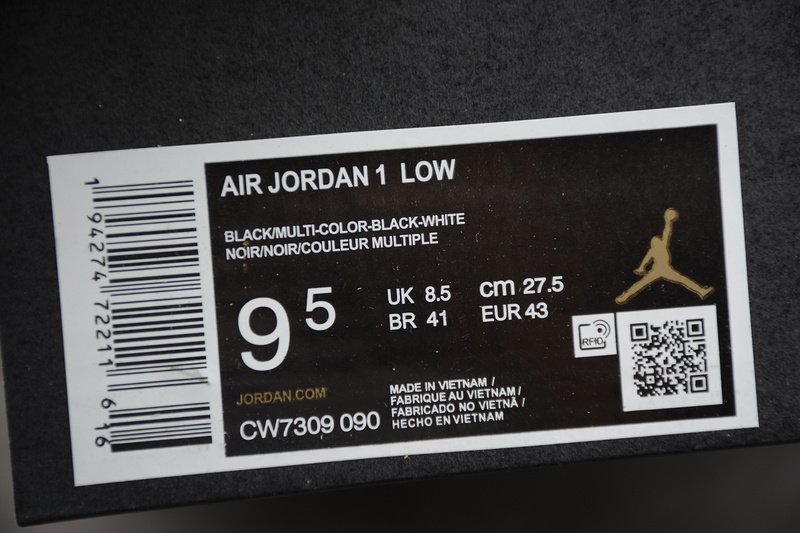 AIR JORDAN 1 LOW
BLACK/MULTI-COLOR-BLACK-WHITE
NOIR/NOIR/COULEUR MULTIPLE
9 5
UK 8.5 cm 27.5
BR 41 EUR 43
RFID
JORDAN.COM
CW7309 090
MADE IN VIETNAM /
FABRIQUE AU VIETNAM /
FABRICADO NO VIETNÃ /
HECHO EN VIETNAM
1 94274 72211 6 16